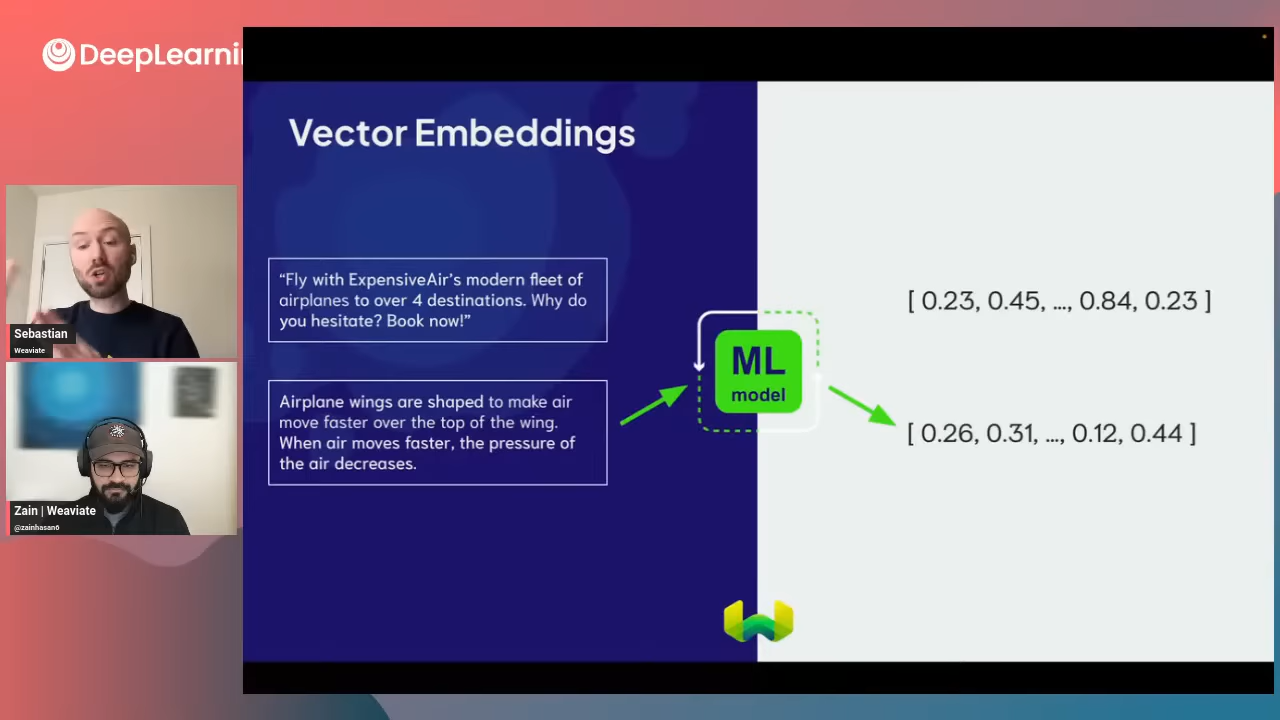 DeepLearni
Vector Embeddings
“Fly with ExpensiveAir’s modern fleet of
airplanes to over 4 destinations. Why do
you hesitate? Book now!”
Airplane wings are shaped to make air
move faster over the top of the wing.
When air moves faster, the pressure of
the air decreases.
ML
model
[ 0.23, 0.45, ..., 0.84, 0.23 ]
[ 0.26, 0.31, ..., 0.12, 0.44 ]
Sebastian
Weaviate
Zain | Weaviate
@zainhasan6